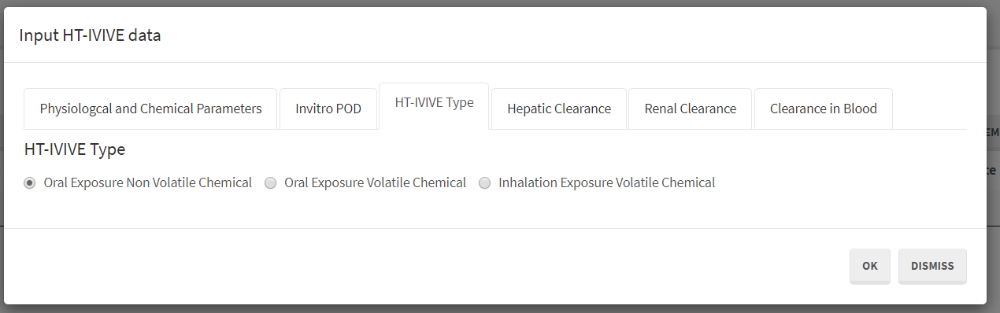 Input HT-IVIVE data
Physiologcal and Chemical Parameters Invitro POD HT-IVIVE Type Hepatic Clearance Renal Clearance Clearance in Blood
HT-IVIVE Type
Oral Exposure Non Volatile Chemical Oral Exposure Volatile Chemical Inhalation Exposure Volatile Chemical
OK DISMISS